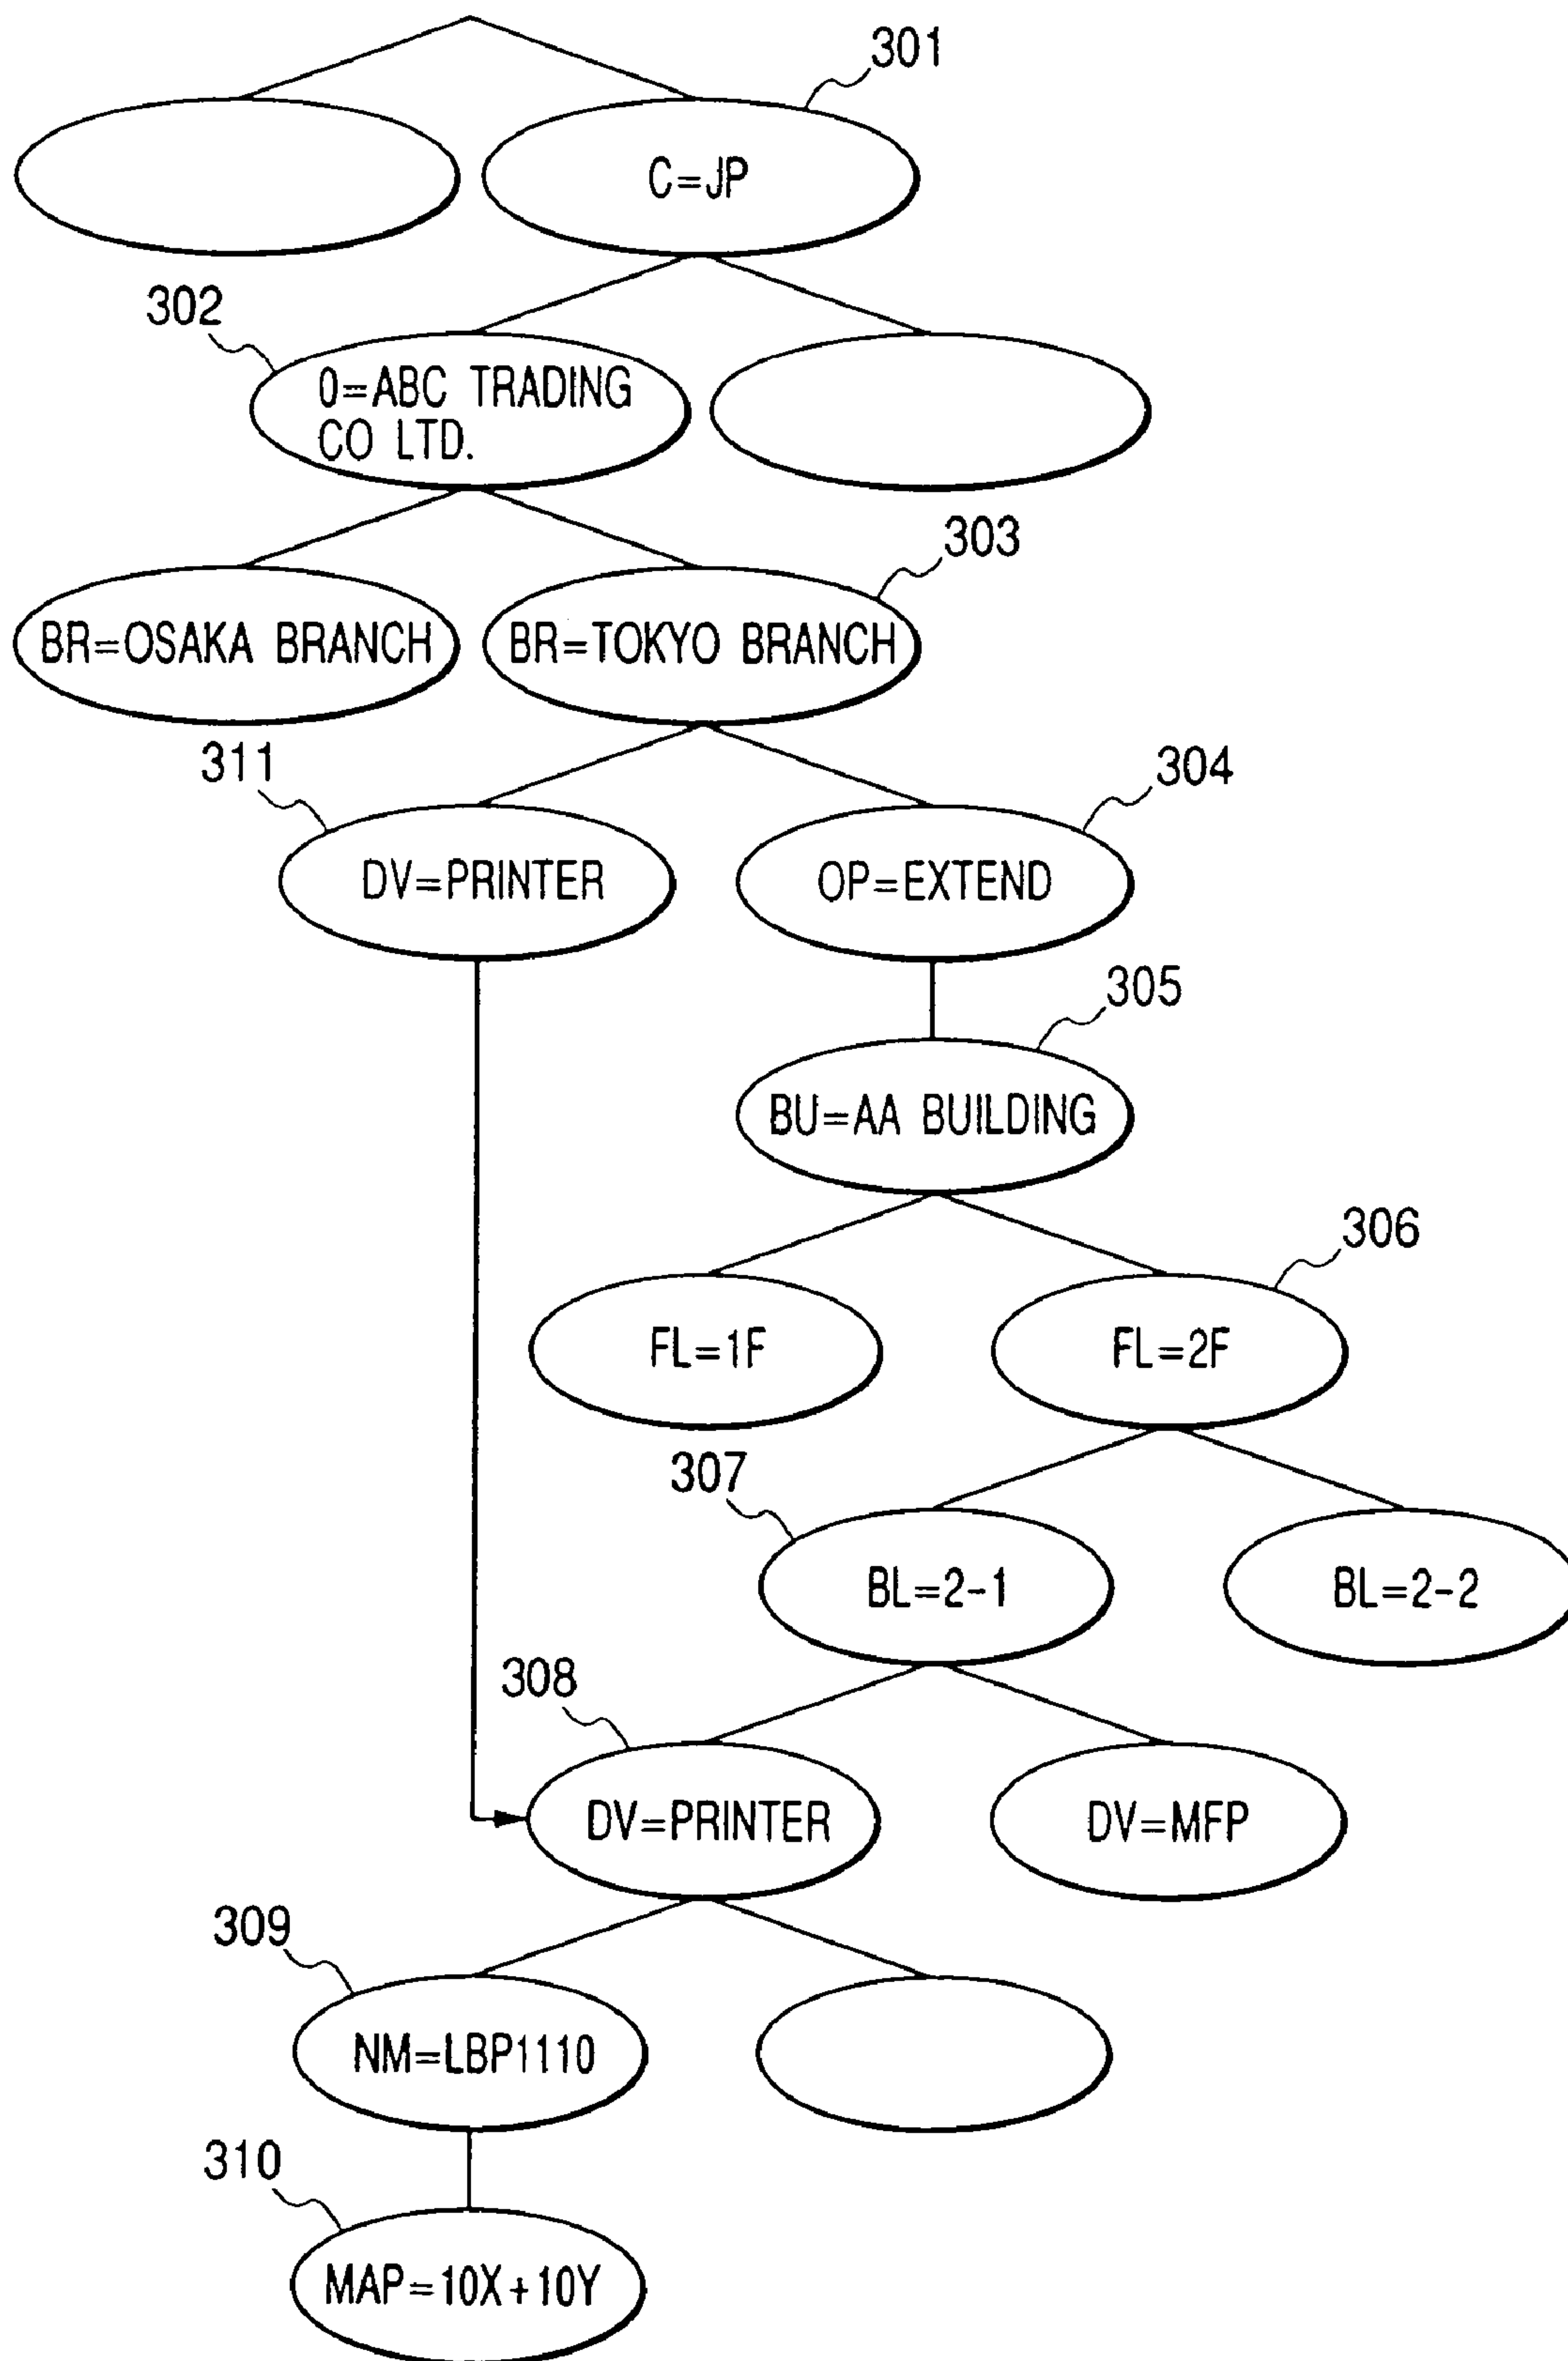 301
C=JP
302
0=ABC TRADING
CO LTD.
303
BR=OSAKA BRANCH
BR=TOKYO BRANCH
311
304
DV=PRINTER
OP=EXTEND
305
BU=AA BUILDING
306
FL=1F
FL=2F
307
BL=2-1
BL=2-2
308
DV=PRINTER
DV=MFP
309
NM=LBP1110
310
MAP=10X+10Y